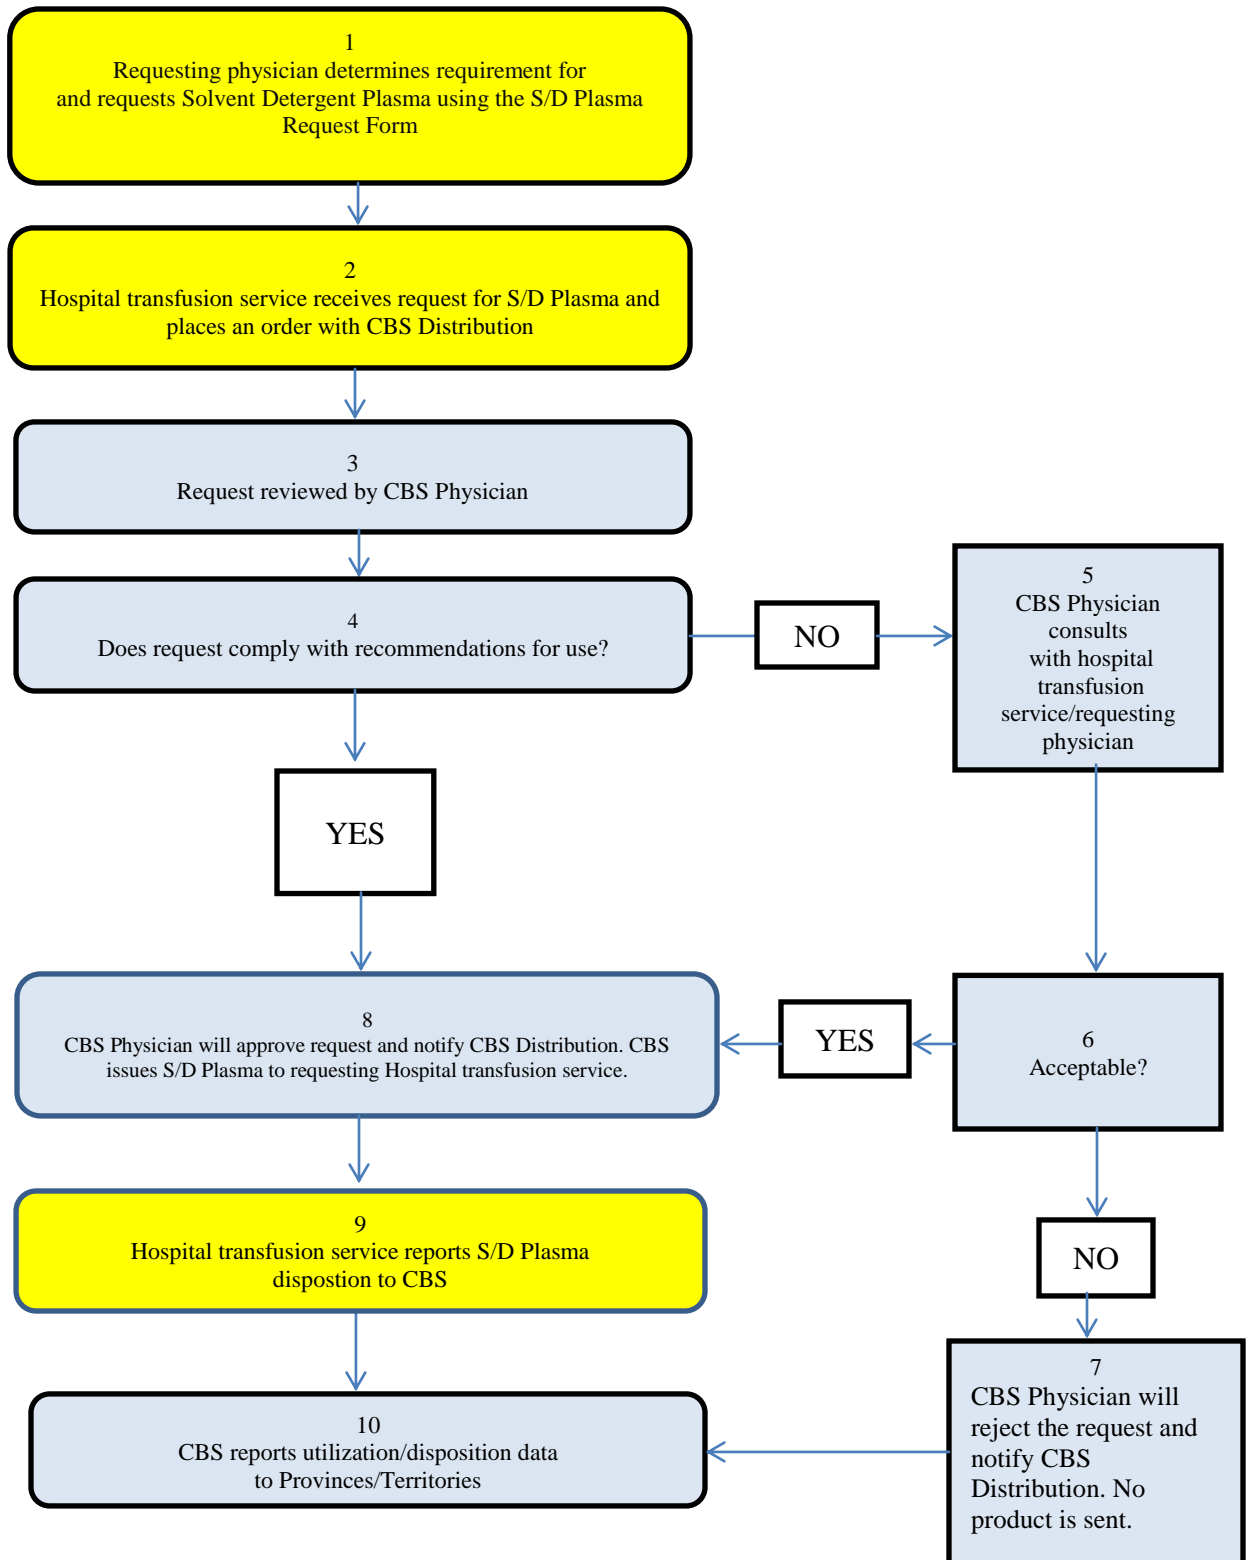 1
Requesting physician determines requirement for
and requests Solvent Detergent Plasma using the S/D Plasma
Request Form
2
Hospital transfusion service receives request for S/D Plasma and
places an order with CBS Distribution
3
Request reviewed by CBS Physician
4
Does request comply with recommendations for use?
NO
5
CBS Physician
consults
with hospital
transfusion
service/requesting
physician
YES
8
CBS Physician will approve request and notify CBS Distribution. CBS
issues S/D Plasma to requesting Hospital transfusion service.
YES
6
Acceptable?
9
Hospital transfusion service reports S/D Plasma
dispostion to CBS
NO
10
CBS reports utilization/disposition data
to Provinces/Territories
7
CBS Physician will
reject the request and
notify CBS
Distribution. No
product is sent.